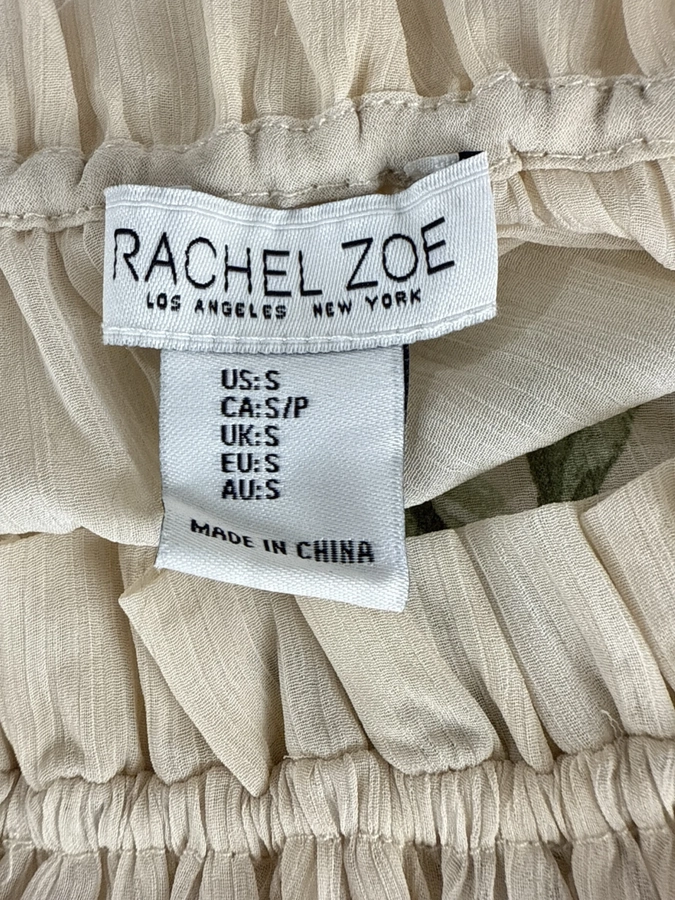 RACHEL ZOE
LOS ANGELES NEW YORK
US:S
CA:S/P
UK:S
EU:S
AU:S
MADE IN CHINA